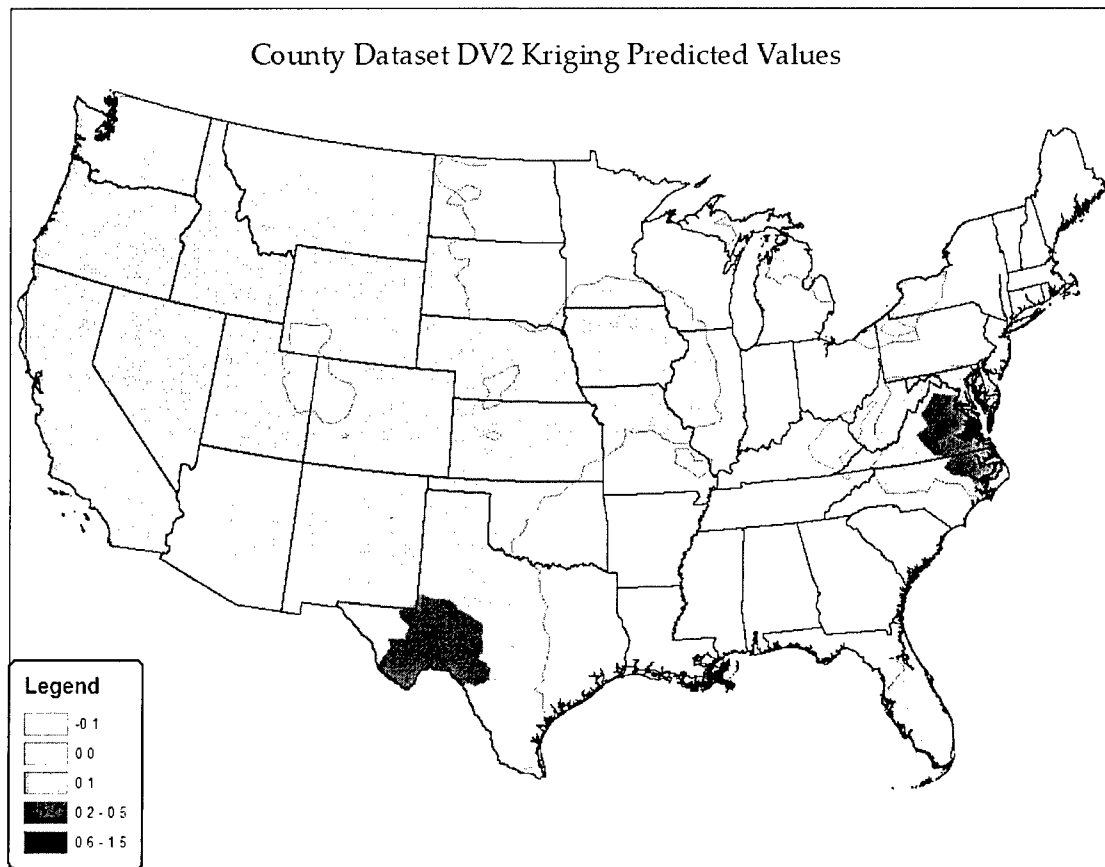 County Dataset DV2 Kriging Predicted Values
Legend
-0 1
0 0
0 1
0 2 - 0 5
0 6 - 1 5